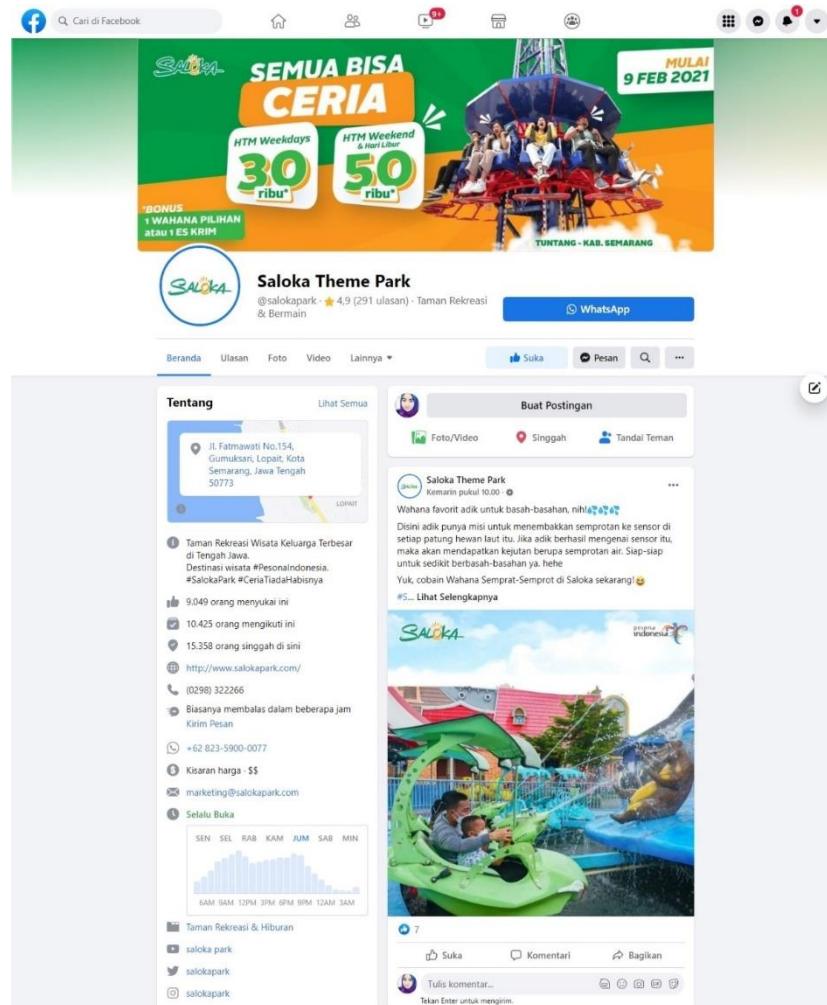 Cari di Facebook
9+
1
SALOKA
SEMUA BISA
CERIA
MULAI
9 FEB 2021
HTM Weekdays
30
ribu*
HTM Weekend
& Hari Libur
50
ribu*
*BONUS
1 WAHANA PILIHAN
atau 1 ES KRIM
TUNTANG - KAB. SEMARANG
SALOKA
Saloka Theme Park
@salokapark · 4,9 (291 ulasan) · Taman Rekreasi
& Bermain
WhatsApp
Beranda Ulasan Foto Video Lainnya
Suka Pesan
Tentang Lihat Semua
Jl. Fatmawati No.154,
Gumuksari, Lopait, Kota
Semarang, Jawa Tengah
50773
LOPAIT
Taman Rekreasi Wisata Keluarga Terbesar
di Tengah Jawa.
Destinasi wisata #PesonaIndonesia.
#SalokaPark #CeriaTiadaHabisnya
9.049 orang menyukai ini
10.425 orang mengikuti ini
15.358 orang singgah di sini
http://www.salokapark.com/
(0298) 322266
Biasanya membalas dalam beberapa jam
Kirim Pesan
+62 823-5900-0077
Kisaran harga · $$
marketing@salokapark.com
Selalu Buka
SEN SEL RAB KAM JUM SAB MIN
6AM 9AM 12PM 3PM 6PM 9PM 12AM 3AM
Taman Rekreasi & Hiburan
saloka park
salokapark
salokapark
Buat Postingan
Foto/Video Singgah Tandai Teman
Saloka Theme Park
Kemarin pukul 10.00 ·
Wahana favorit adik untuk basah-basahan, nih!💦💦💦
Disini adik punya misi untuk menembakkan semprotan ke sensor di
setiap patung hewan laut itu. Jika adik berhasil mengenai sensor itu,
maka akan mendapatkan kejutan berupa semprotan air. Siap-siap
untuk sedikit berbasah-basahan ya. hehe
Yuk, cobain Wahana Semprat-Semprot di Saloka sekarang!😆
#S... Lihat Selengkapnya
SALOKA
pesona
indonesia
7
Suka Komentari Bagikan
Tulis komentar...
Tekan Enter untuk mengirim.